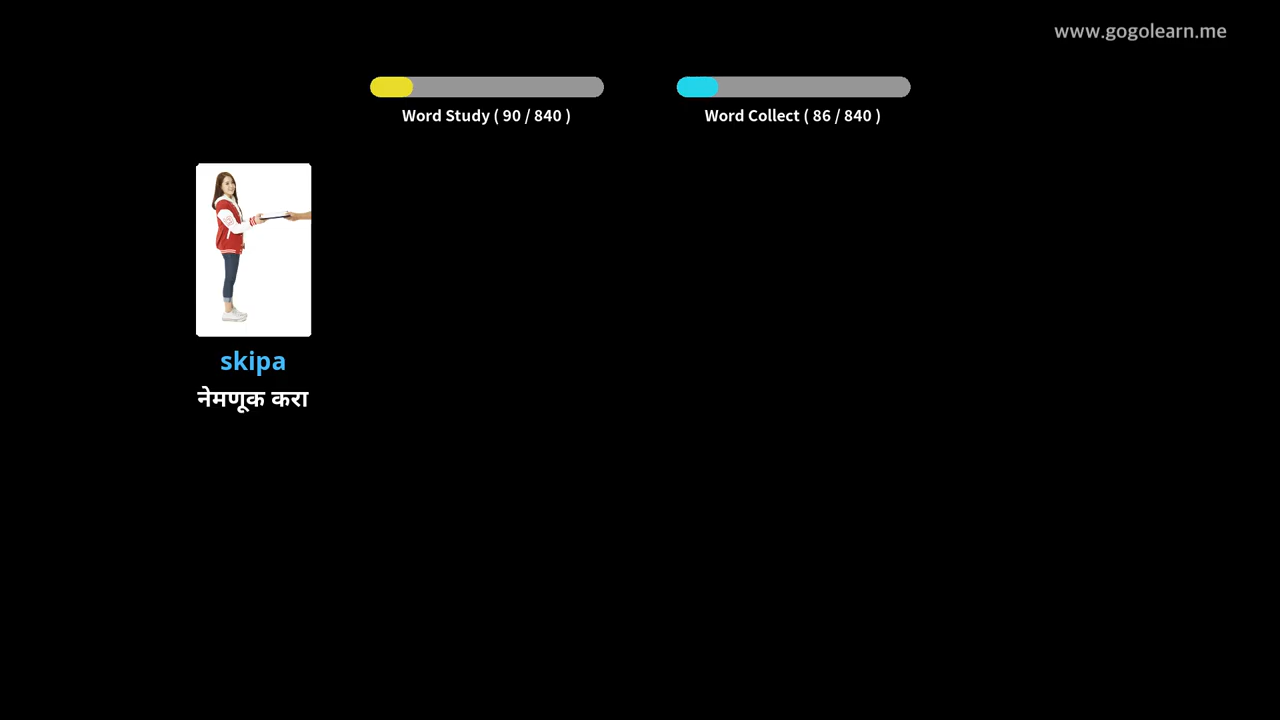 www.gogolearn.me
Word Study ( 90 / 840 )
Word Collect ( 86 / 840 )
skipa
नेमणूक करा